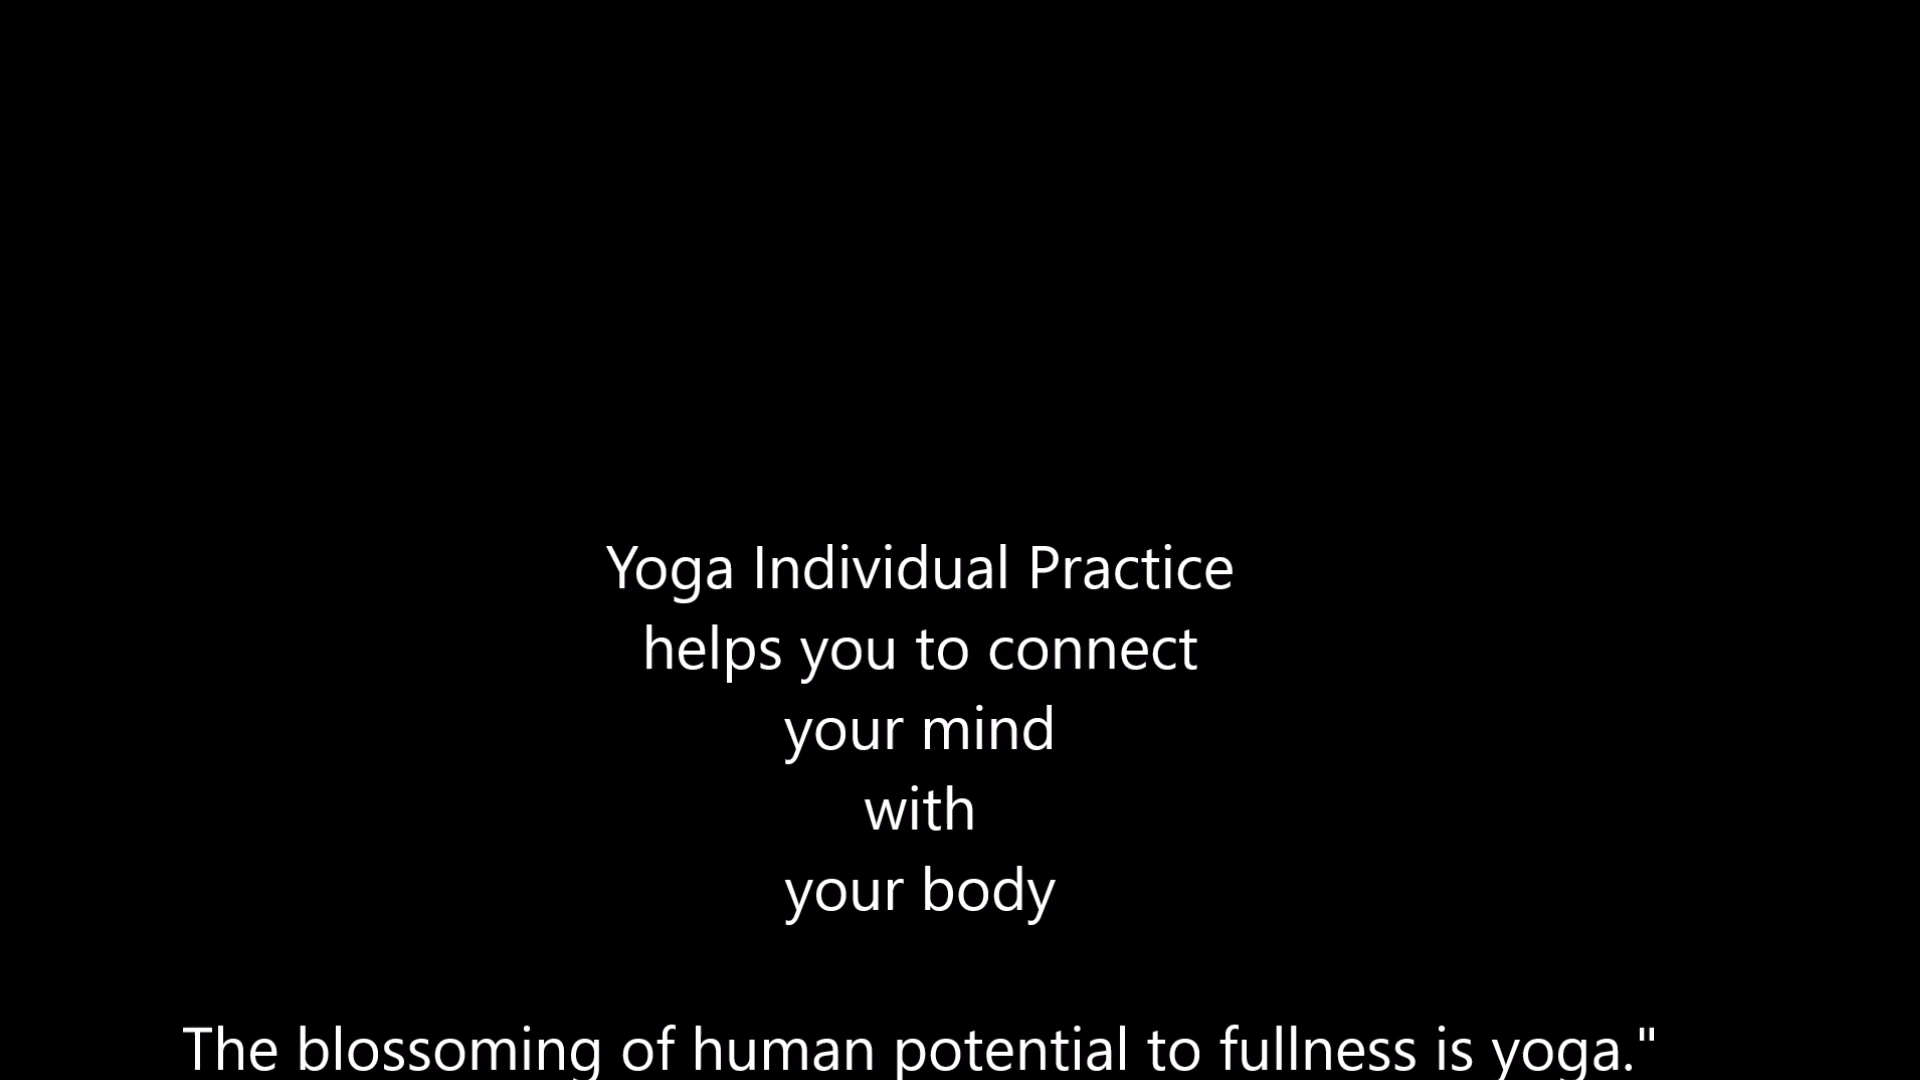 Yoga Individual Practice
helps you to connect
your mind
with
your body
The blossoming of human potential to fullness is yoga."